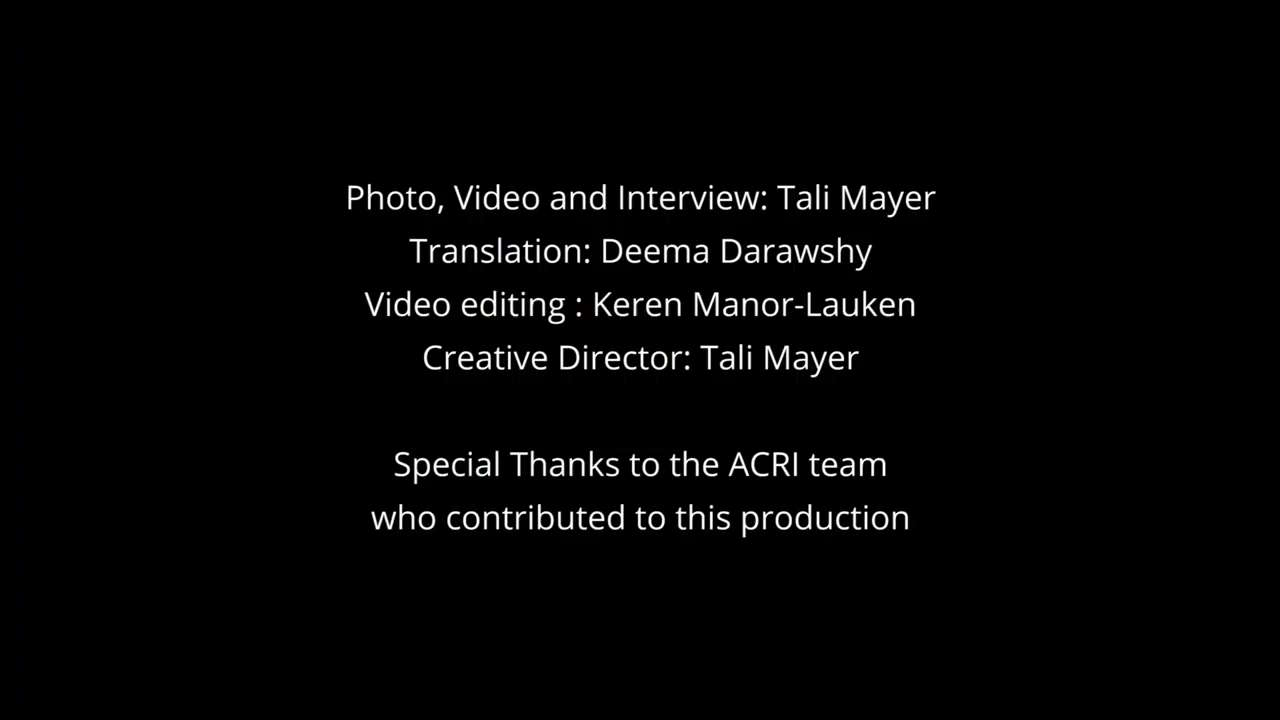 Photo, Video and Interview: Tali Mayer
Translation: Deema Darawshy
Video editing : Keren Manor-Lauken
Creative Director: Tali Mayer
Special Thanks to the ACRI team
who contributed to this production